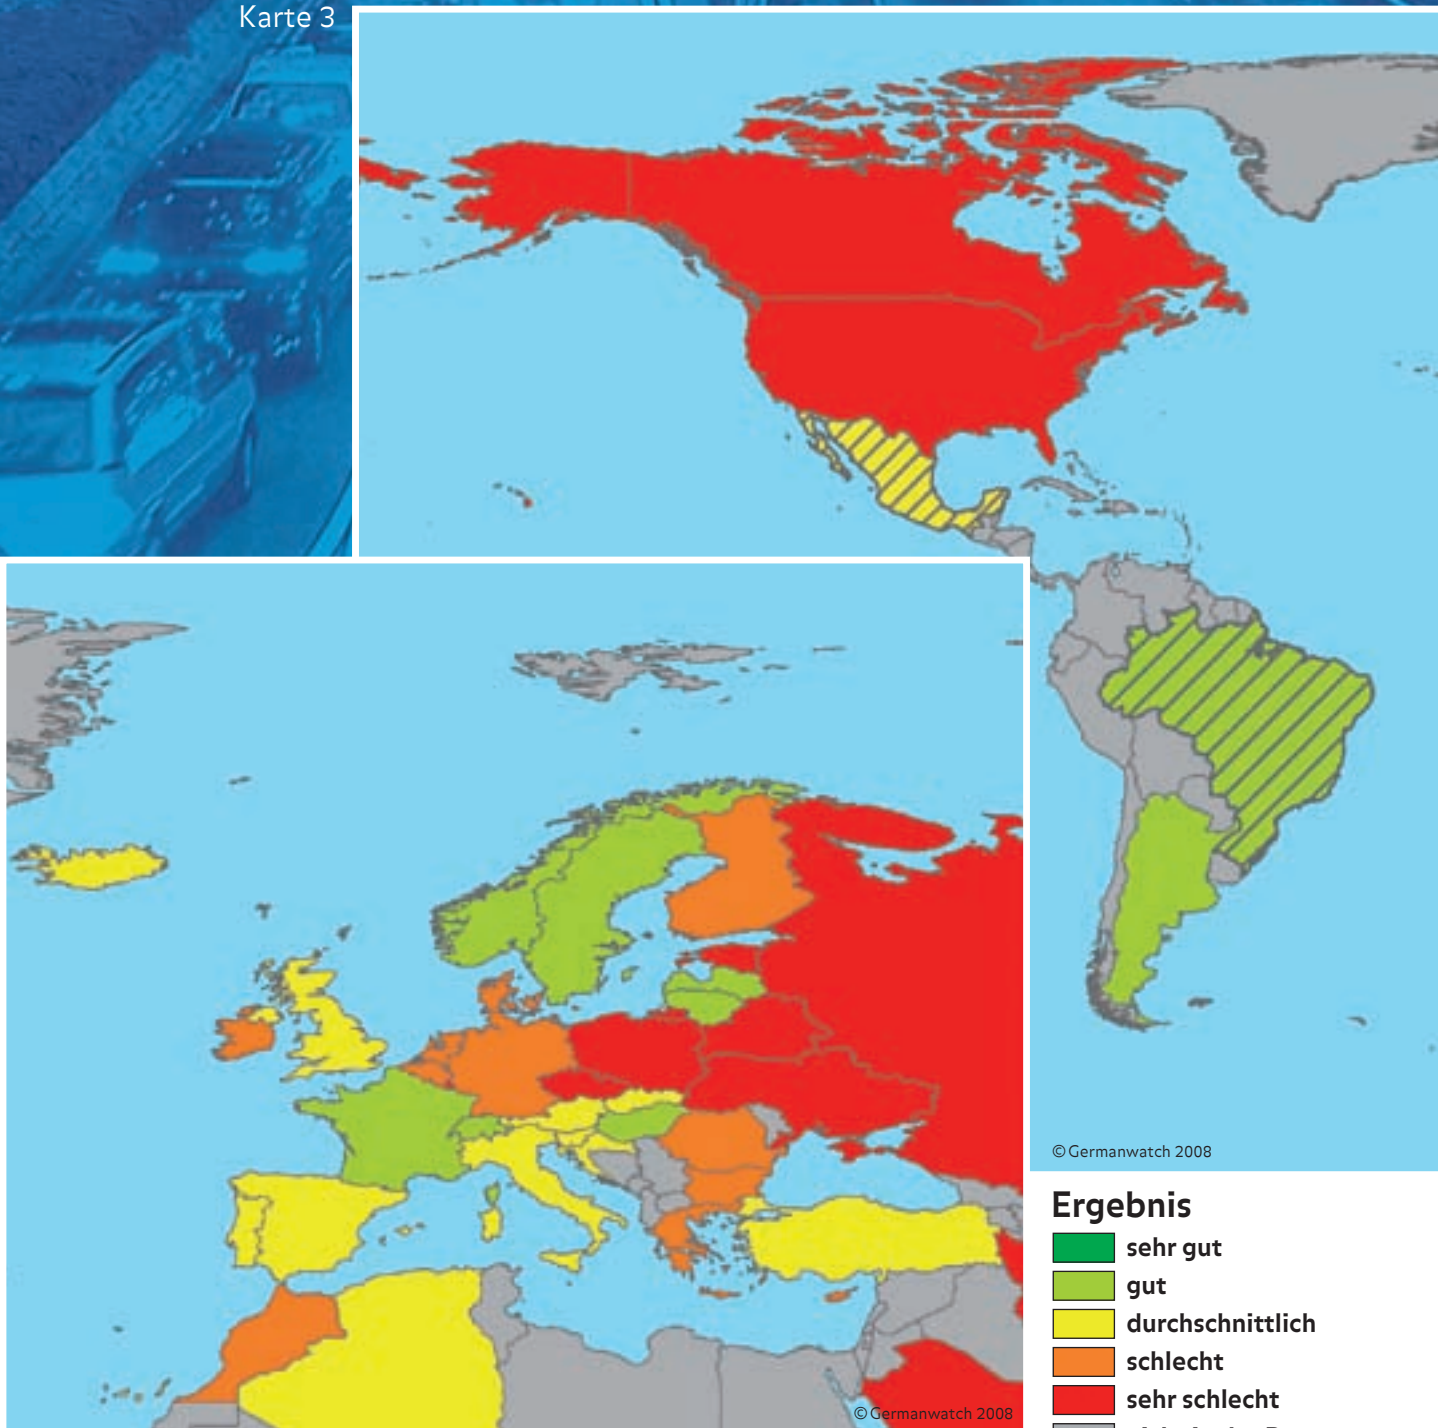 Karte 3
© Germanwatch 2008
© Germanwatch 2008
Ergebnis
sehr gut
gut
durchschnittlich
schlecht
sehr schlecht